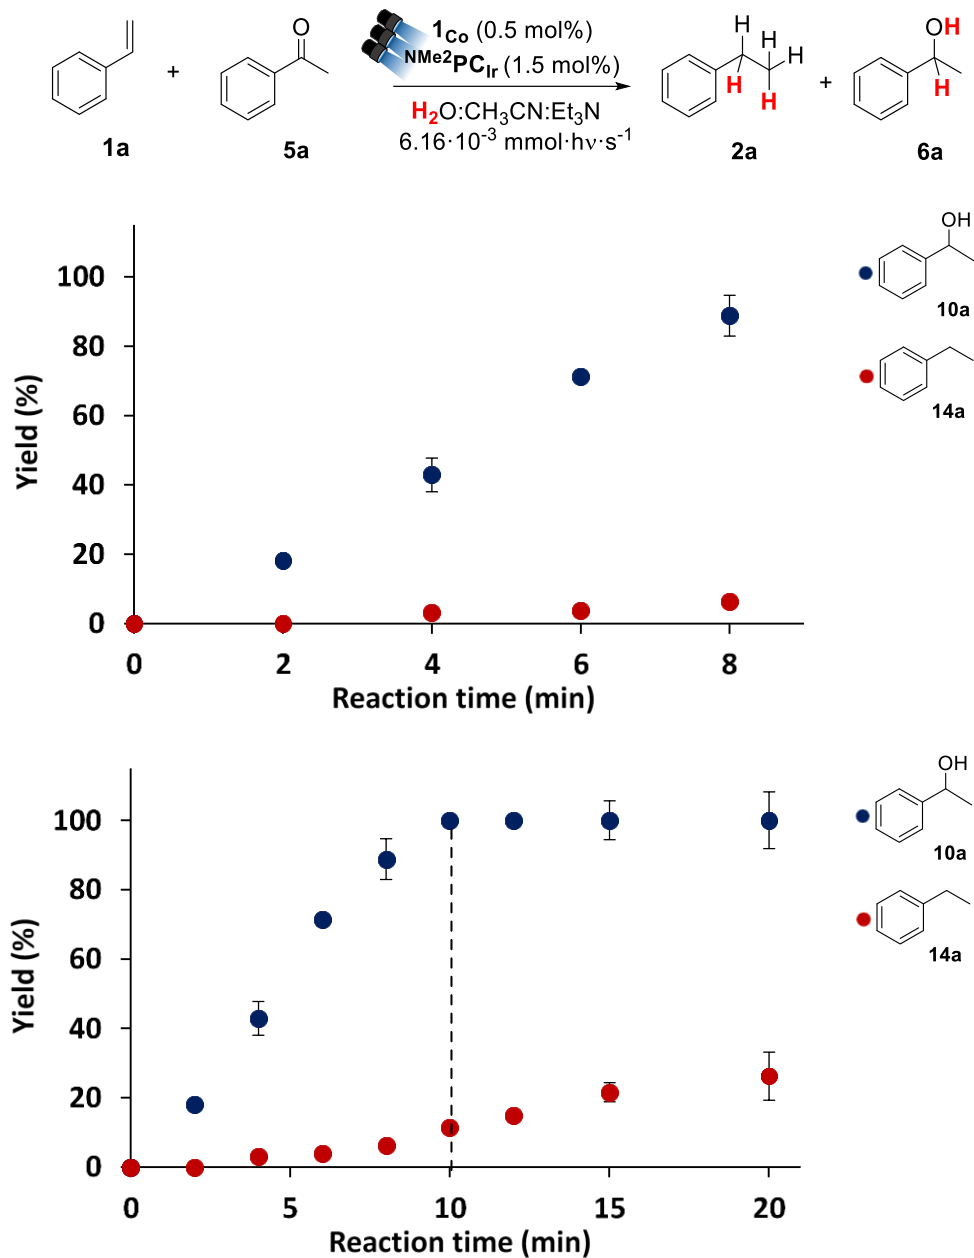 O
OH
H
H
H
H
H
H
+
+
1Co (0.5 mol%)
NMe2PCIr (1.5 mol%)
H2O:CH3CN:Et3N
6.16·10-3 mmol·hν·s-1
1a
5a
2a
6a
Yield (%)
100
80
60
40
20
0
0 2 4 6 8
Reaction time (min)
OH
10a
14a
Yield (%)
100
80
60
40
20
0
0 5 10 15 20
Reaction time (min)
OH
10a
14a